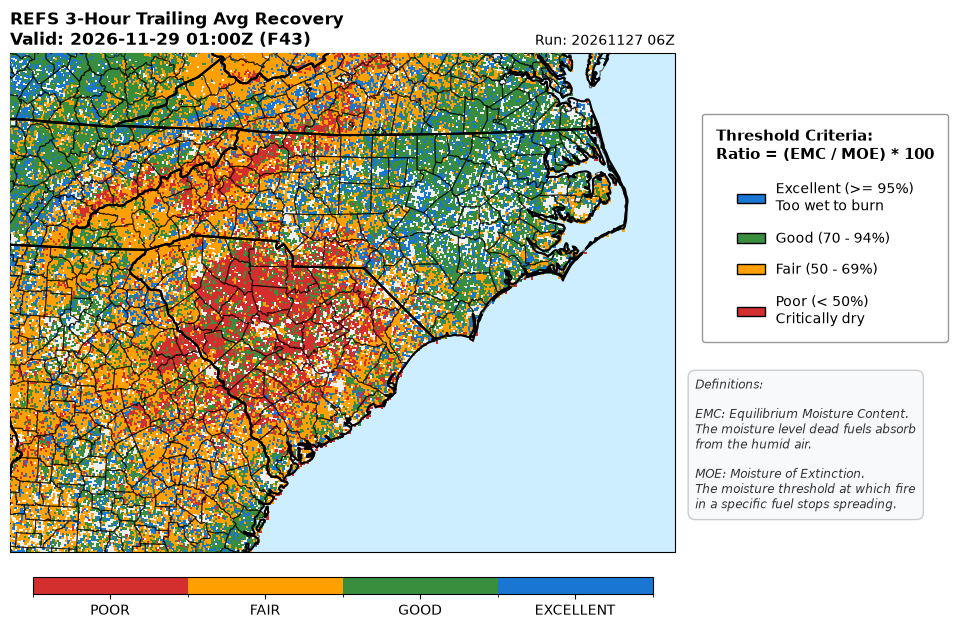 REFS 3-Hour Trailing Avg Recovery
Valid: 2026-11-29 01:00Z (F43)
Run: 20261127 06Z
Threshold Criteria:
Ratio = (EMC / MOE) * 100
Excellent (>= 95%)
Too wet to burn
Good (70 - 94%)
Fair (50 - 69%)
Poor (< 50%)
Critically dry
Definitions:
EMC: Equilibrium Moisture Content.
The moisture level dead fuels absorb
from the humid air.
MOE: Moisture of Extinction.
The moisture threshold at which fire
in a specific fuel stops spreading.
POOR
FAIR
GOOD
EXCELLENT